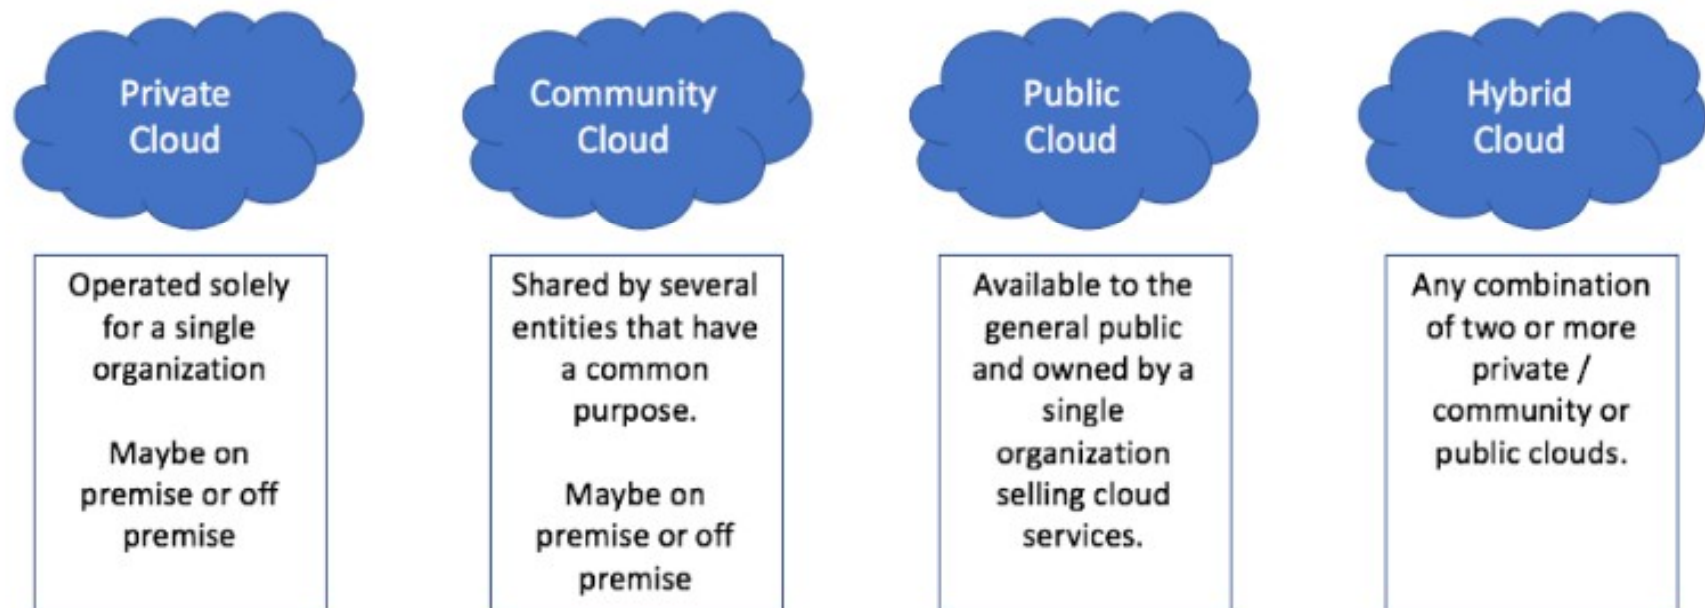 Private
Cloud
Community
Cloud
Public
Cloud
Hybrid
Cloud
Operated solely
for a single
organization
Maybe on
premise or off
premise
Shared by several
entities that have
a common
purpose.
Maybe on
premise or off
premise
Available to the
general public
and owned by a
single
organization
selling cloud
services.
Any combination
of two or more
private /
community or
public clouds.